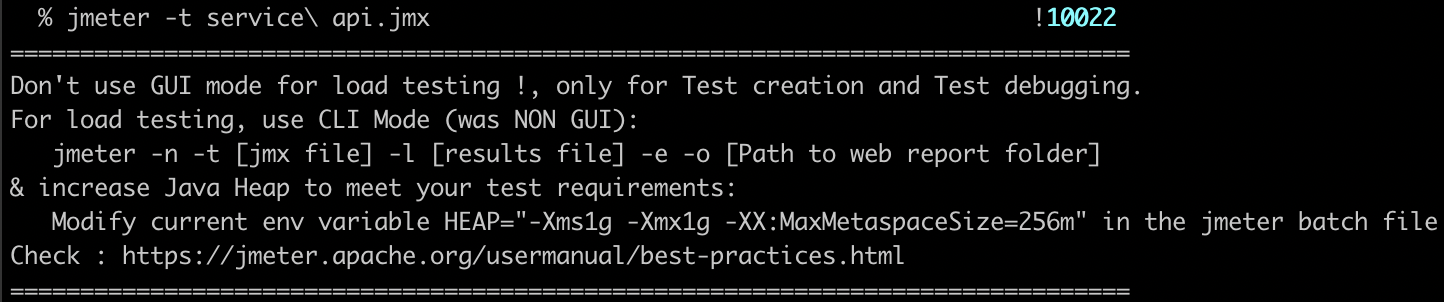 % jmeter -t service\ api.jmx !10022
================================================================================
Don't use GUI mode for load testing !, only for Test creation and Test debugging.
For load testing, use CLI Mode (was NON GUI):
   jmeter -n -t [jmx file] -l [results file] -e -o [Path to web report folder]
& increase Java Heap to meet your test requirements:
   Modify current env variable HEAP="-Xms1g -Xmx1g -XX:MaxMetaspaceSize=256m" in the jmeter batch file
Check : https://jmeter.apache.org/usermanual/best-practices.html
================================================================================